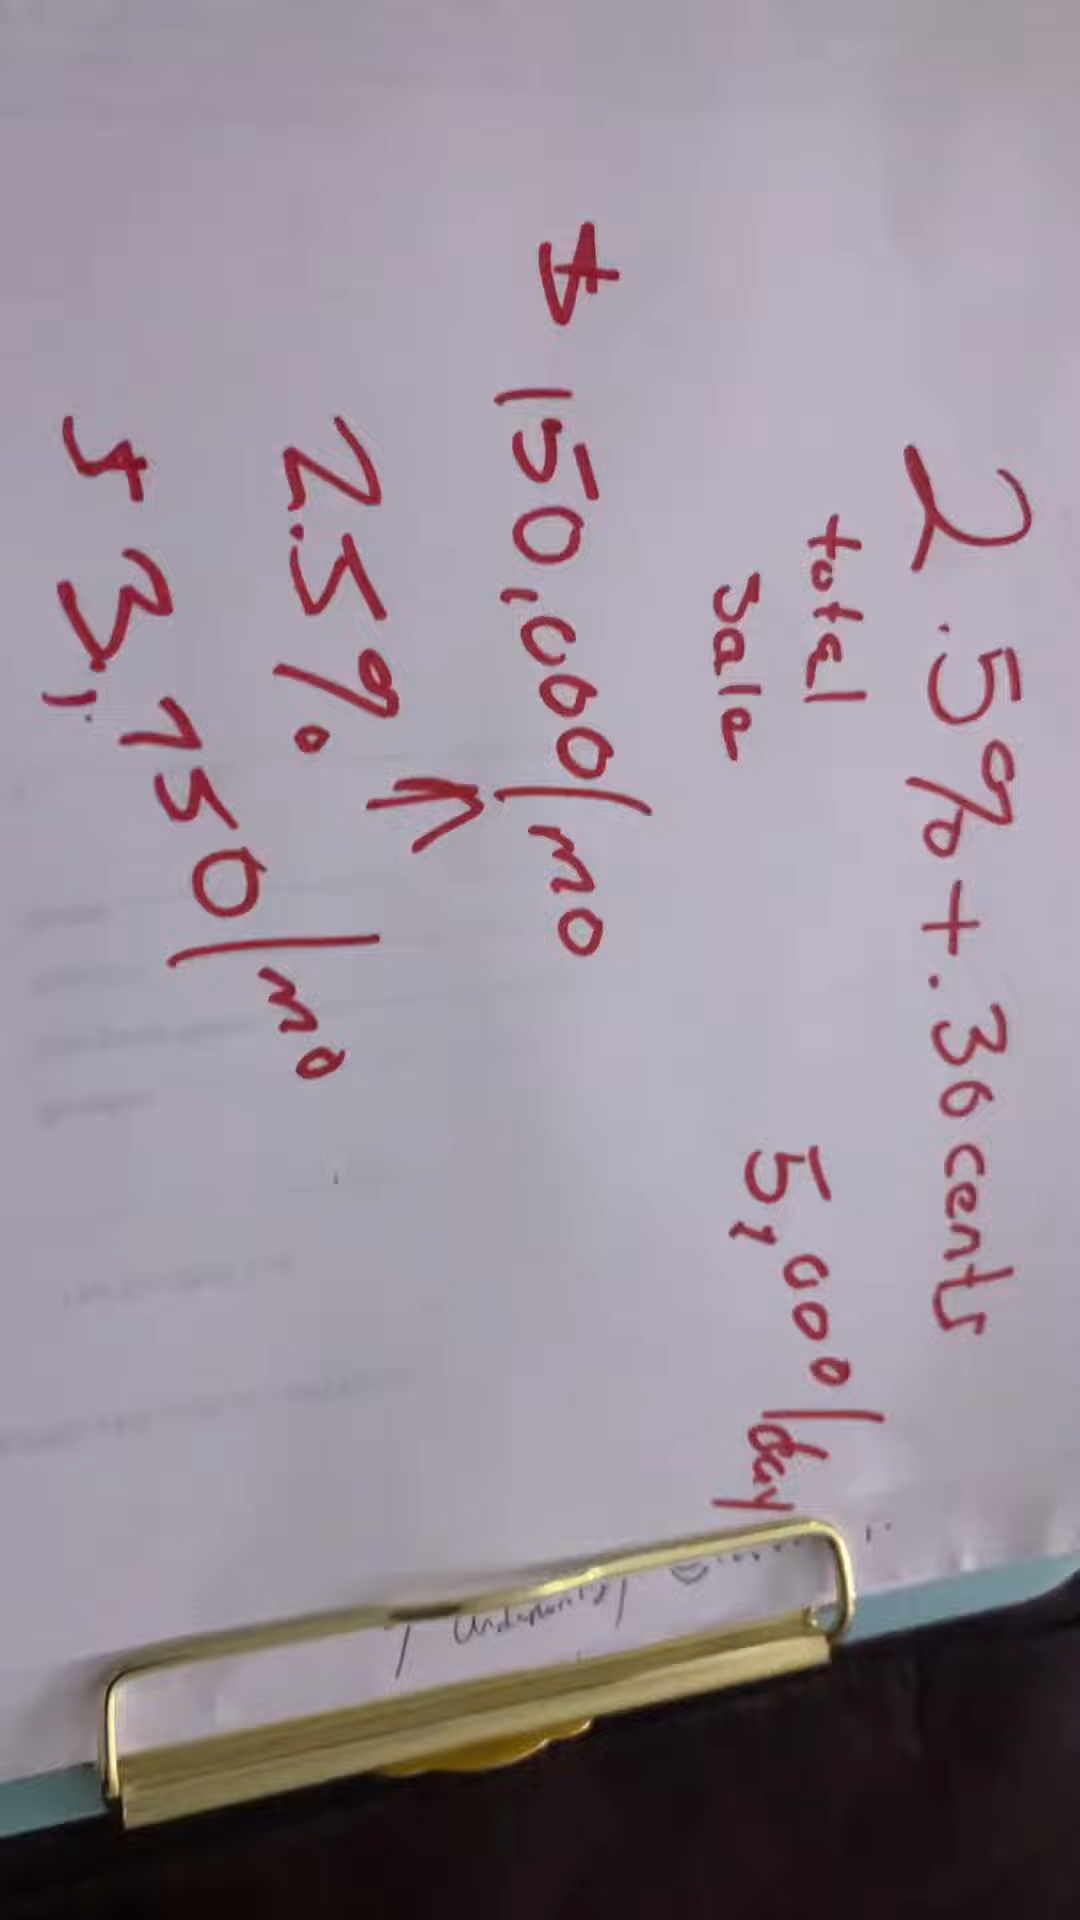 2.5% + .30 cents
total
sale
5,000/day
$150,000/mo
2.5%
$3,750/mo